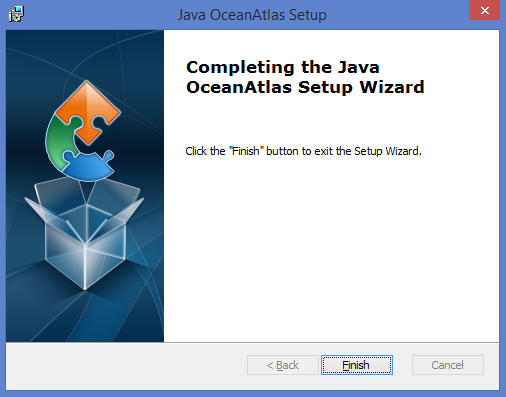 Java OceanAtlas Setup
Completing the Java
OceanAtlas Setup Wizard
Click the "Finish" button to exit the Setup Wizard.
< Back
Finish
Cancel